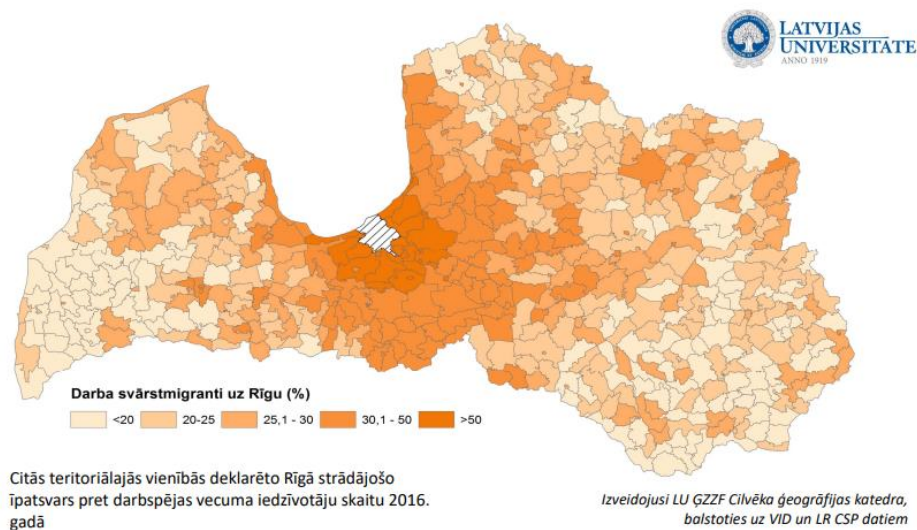 LATVIJAS
UNIVERSITĀTE
ANNO 1919
Darba svārstmigranti uz Rīgu (%)
<20 20-25 25,1 - 30 30,1 - 50 >50
Citās teritoriālajās vienībās deklarēto Rīgā strādājošo
īpatsvars pret darbspējas vecuma iedzīvotāju skaitu 2016.
gadā
Izveidojusi LU ĢZZF Cilvēka ģeogrāfijas katedra,
balstoties uz VID un LR CSP datiem